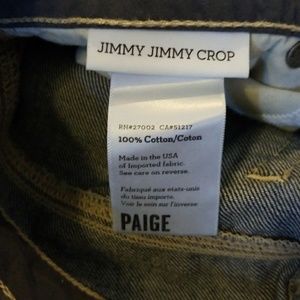 JIMMY JIMMY CROP
RN#27002 CA#51217
100% Cotton/Coton
Made in the USA
of Imported fabric.
See care on reverse.
Fabriqué aux etats-unis
du tissu importe.
Voir le soin sur l'inverse.
PAIGE